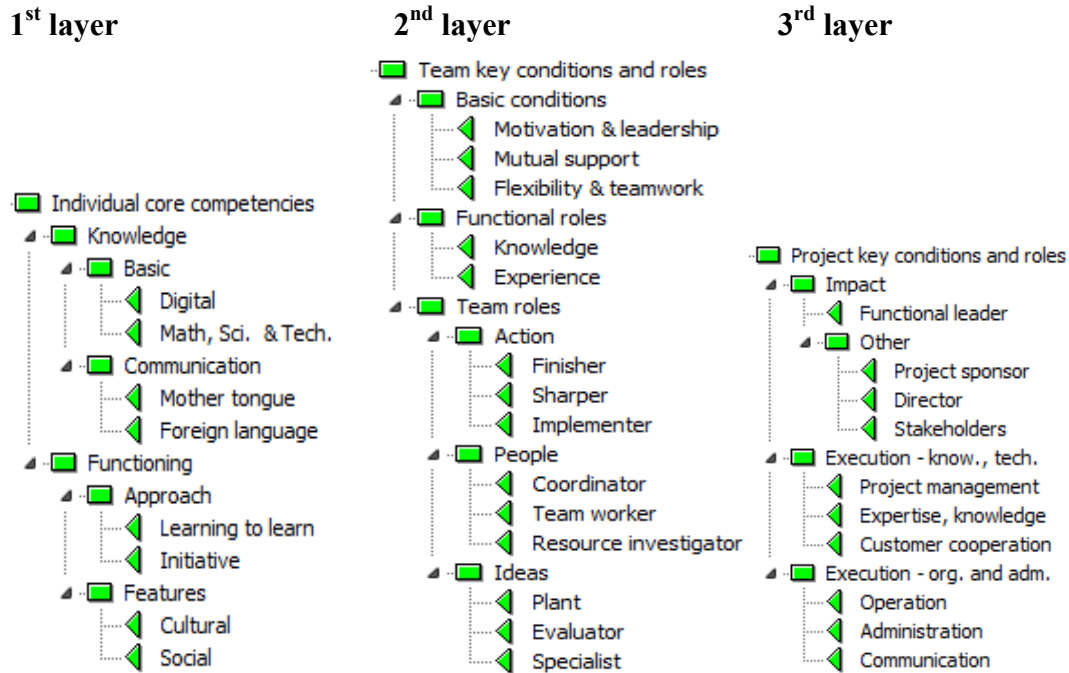 1st layer
2nd layer
3rd layer
Individual core competencies
Knowledge
Basic
Digital
Math, Sci. & Tech.
Communication
Mother tongue
Foreign language
Functioning
Approach
Learning to learn
Initiative
Features
Cultural
Social
Team key conditions and roles
Basic conditions
Motivation & leadership
Mutual support
Flexibility & teamwork
Functional roles
Knowledge
Experience
Team roles
Action
Finisher
Sharper
Implementer
People
Coordinator
Team worker
Resource investigator
Ideas
Plant
Evaluator
Specialist
Project key conditions and roles
Impact
Functional leader
Other
Project sponsor
Director
Stakeholders
Execution - know., tech.
Project management
Expertise, knowledge
Customer cooperation
Execution - org. and adm.
Operation
Administration
Communication